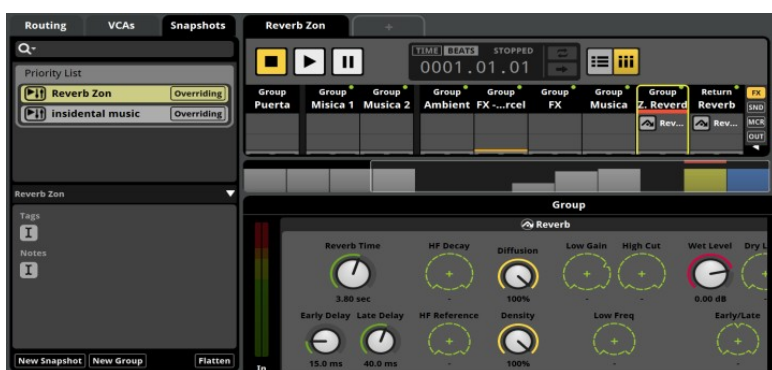 Routing VCAs Snapshots
Priority List
Reverb Zon Overriding
insidental music Overriding
Reverb Zon
Tags
Notes
New Snapshot New Group Flatten
Reverb Zon +
TIME BEATS STOPPED
0001.01.01
Group Group Group Group Group Group Group Group Return FX
Puerta Misica 1 Musica 2 Ambient FX -...rcel FX Musica Z. Reverd Reverb SND
Rev... Rev... MCR
OUT
Group
Reverb
Reverb Time HF Decay Diffusion Low Gain High Cut Wet Level Dry L
3.80 sec - 100% - - 0.00 dB -
Early Delay Late Delay HF Reference Density Low Freq Early/Late
15.0 ms 40.0 ms - 100% - -
In